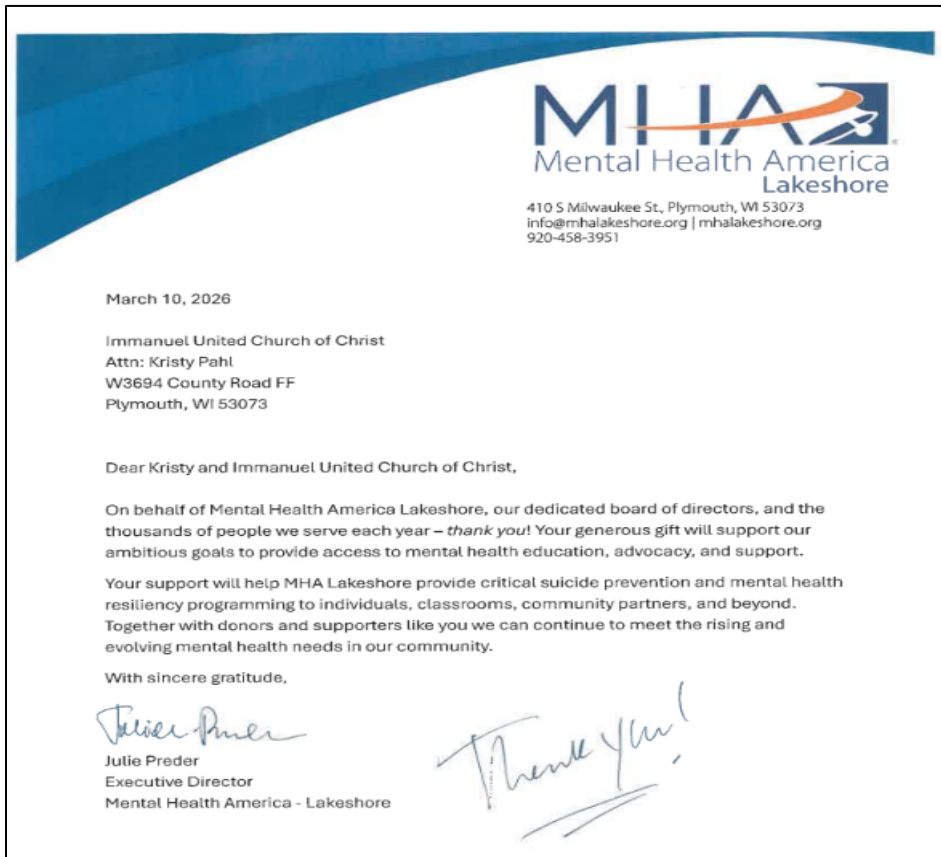 MHA
Mental Health America
Lakeshore
410 S Milwaukee St., Plymouth, WI 53073
info@mhalakeshore.org | mhalakeshore.org
920-458-3951
March 10, 2026
Immanuel United Church of Christ
Attn: Kristy Pahl
W3694 County Road FF
Plymouth, WI 53073
Dear Kristy and Immanuel United Church of Christ,
On behalf of Mental Health America Lakeshore, our dedicated board of directors, and the
thousands of people we serve each year – thank you! Your generous gift will support our
ambitious goals to provide access to mental health education, advocacy, and support.
Your support will help MHA Lakeshore provide critical suicide prevention and mental health
resiliency programming to individuals, classrooms, community partners, and beyond.
Together with donors and supporters like you we can continue to meet the rising and
evolving mental health needs in our community.
With sincere gratitude,
Julie Preder
Executive Director
Mental Health America - Lakeshore
Thank you!